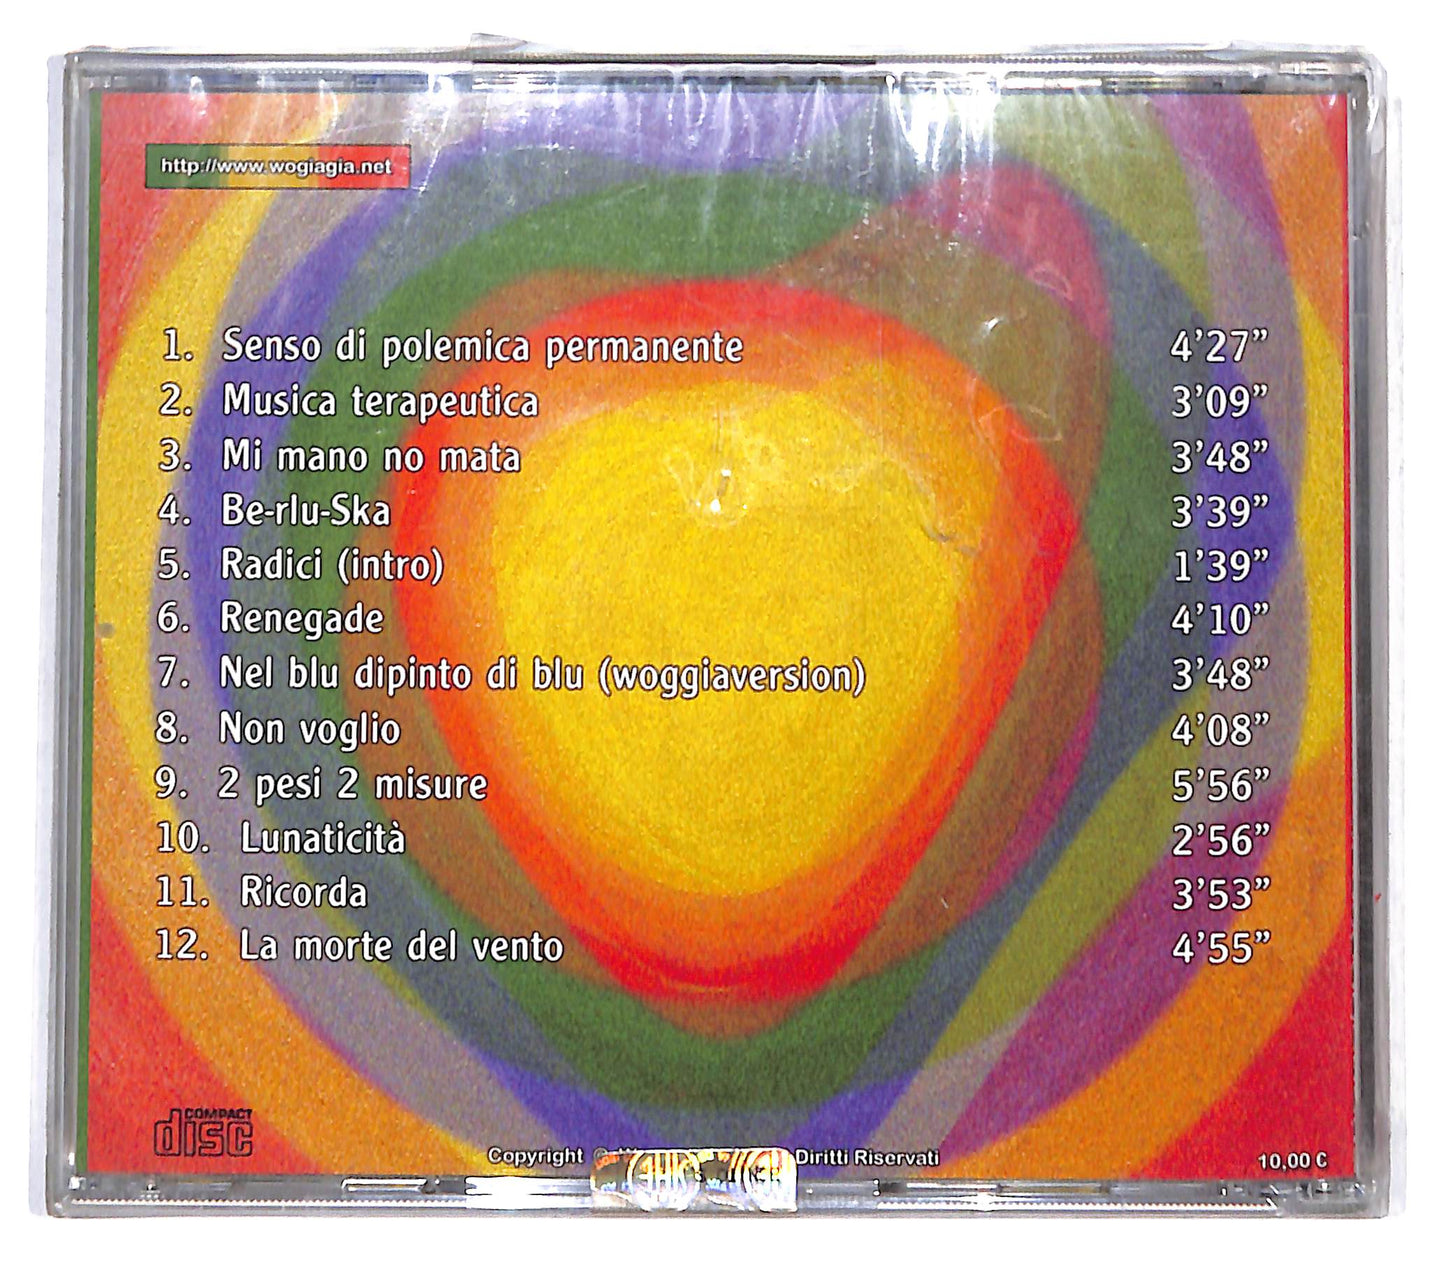 http://www.wogiagia.net
1. Senso di polemica permanente 4’27”
2. Musica terapeutica 3’09”
3. Mi mano no mata 3’48”
4. Be-rlu-Ska 3’39”
5. Radici (intro) 1’39”
6. Renegade 4’10”
7. Nel blu dipinto di blu (woggiaversion) 3’48”
8. Non voglio 4’08”
9. 2 pesi 2 misure 5’56”
10. Lunaticità 2’56”
11. Ricorda 3’53”
12. La morte del vento 4’55”
COMPACT
disc
Copyright © Diritti Riservati
10,00 €